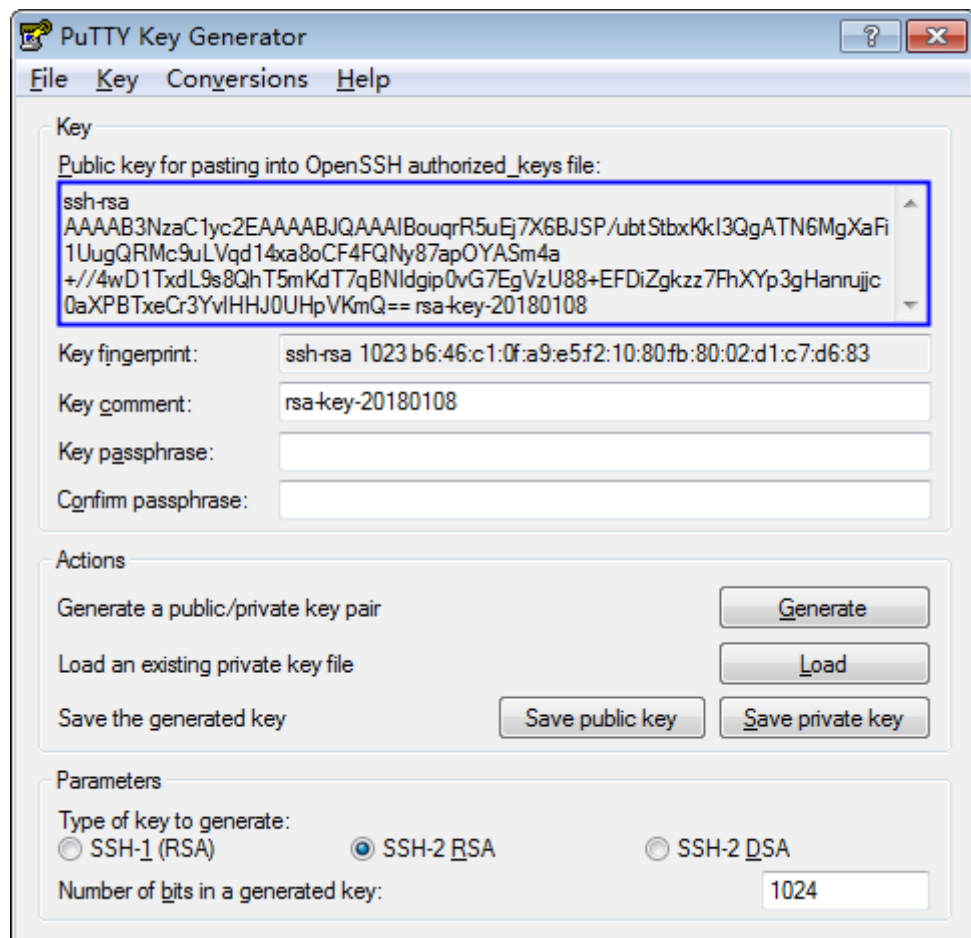 PuTTY Key Generator
File Key Conversions Help
Key
Public key for pasting into OpenSSH authorized_keys file:
ssh-rsa
AAAAB3NzaC1yc2EAAAABJQAAAIBouqrR5uEj7X6BJSP/ubtStbxKkI3QgATN6MgXaFi
1UugQRMc9uLVqd14xa8oCF4FQNy87apOYASm4a
+//4wD1TxdL9s8QhT5mKdT7qBNIdgip0vG7EgVzU88+EFDiZgkzz7FhXYp3gHanrujjc
0aXPBTxeCr3YvIHHJ0UHpVKmQ== rsa-key-20180108
Key fingerprint: ssh-rsa 1023 b6:46:c1:0f:a9:e5:f2:10:80:fb:80:02:d1:c7:d6:83
Key comment: rsa-key-20180108
Key passphrase:
Confirm passphrase:
Actions
Generate a public/private key pair Generate
Load an existing private key file Load
Save the generated key Save public key Save private key
Parameters
Type of key to generate:
SSH-1 (RSA) SSH-2 RSA SSH-2 DSA
Number of bits in a generated key: 1024